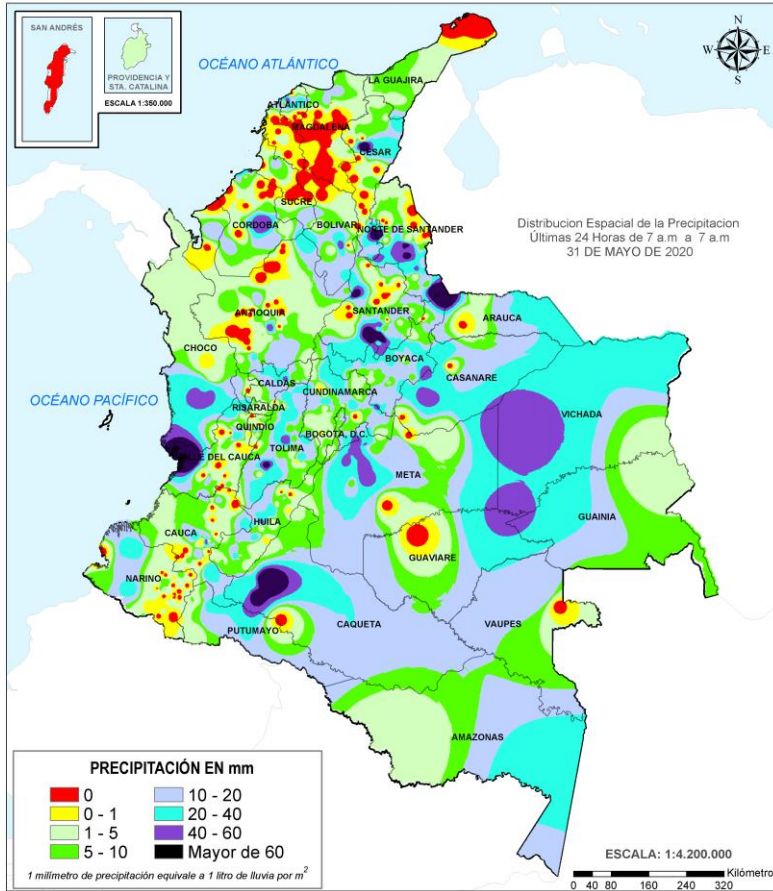 SAN ANDRÉS
PROVIDENCIA Y
STA. CATALINA
ESCALA 1:350.000
OCÉANO ATLÁNTICO
N
W
E
S
LA GUAJIRA
ATLÁNTICO
MAGDALENA
CESAR
SUCRE
CORDOBA
BOLIVAR
NORTE DE SANTANDER
Distribucion Espacial de la Precipitacion
Últimas 24 Horas de 7 a.m a 7 a.m
31 DE MAYO DE 2020
ANTIOQUIA
SANTANDER
ARAUCA
CHOCO
BOYACA
CASANARE
CALDAS
CUNDINAMARCA
OCÉANO PACÍFICO
RISARALDA
VICHADA
QUINDIO
BOGOTA, D.C.
TOLIMA
VALLE DEL CAUCA
META
GUAINIA
CAUCA
HUILA
GUAVIARE
NARINO
PUTUMAYO
CAQUETA
VAUPES
AMAZONAS
PRECIPITACIÓN EN mm
0
0 - 1
1 - 5
5 - 10
10 - 20
20 - 40
40 - 60
Mayor de 60
1 milímetro de precipitación equivale a 1 litro de lluvia por m2
ESCALA: 1:4.200.000
Kilómetro
0 40 80 160 240 320